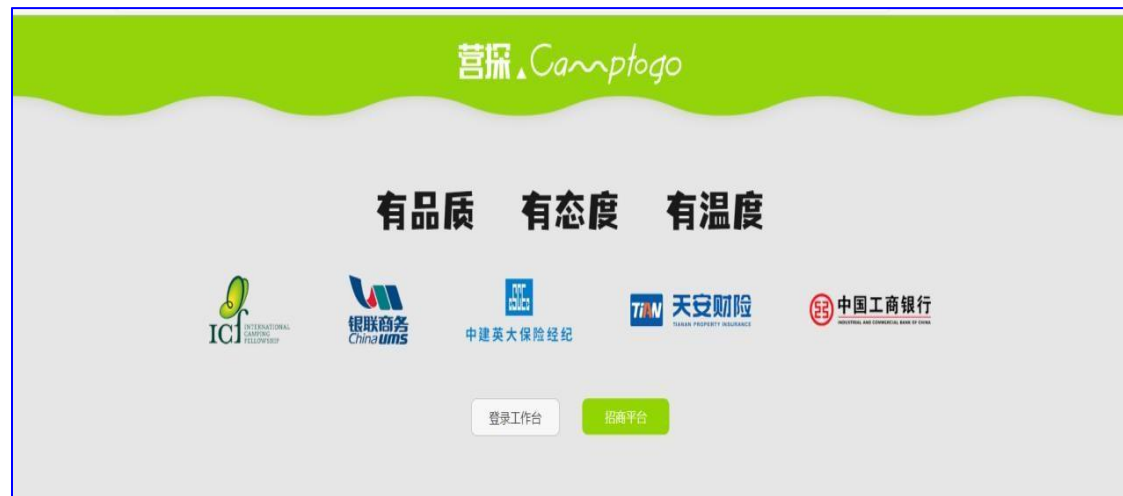 营探 Camptogo
有品质 有态度 有温度
ICf INTERNATIONAL CAMPING FELLOWSHIP
银联商务
China ums
中建英大保险经纪
TIAN 天安财险
TIANAN PROPERTY INSURANCE
中国工商银行
INDUSTRIAL AND COMMERCIAL BANK OF CHINA
登录工作台 招商平台